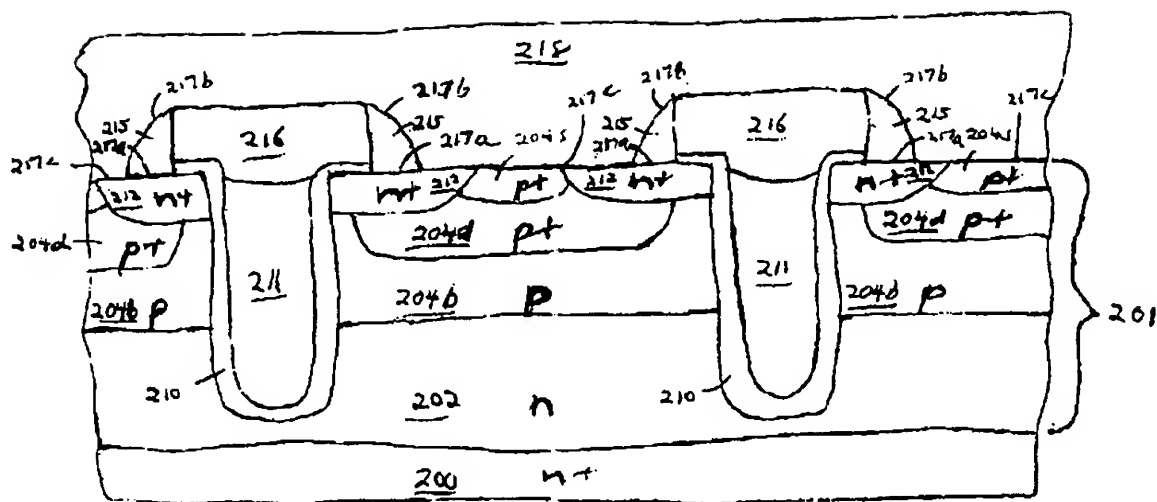 218
217b 217b 217c 217b 217b 217c
215 216 215 217a 204s 215 216 215 217a 204s
217a 217a
217c
212 n+ n+ 212 p+ 212 n+ n+ 212 p+
204d p+ 204d p+ 204d p+
211 211
204b p 204b p 204b p
201
210 210
202 n
200 n+